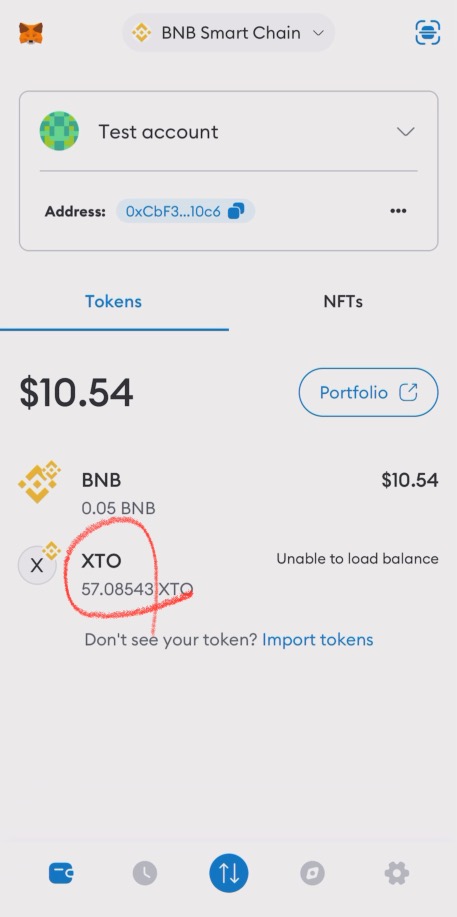 BNB Smart Chain
Test account
Address: 0xCbF3...10c6
Tokens NFTs
$10.54 Portfolio
BNB $10.54
0.05 BNB
X XTO Unable to load balance
57.08543 XTO
Don't see your token? Import tokens